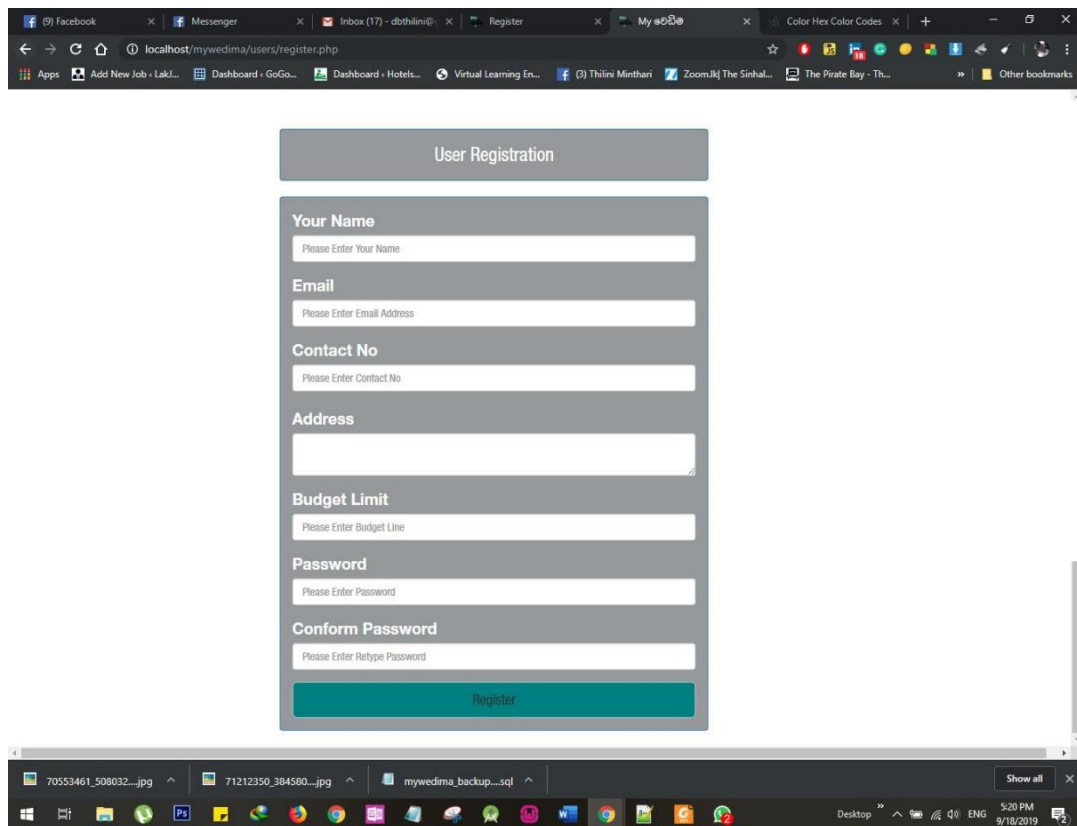 (9) Facebook
Messenger
Inbox (17) - dbthilini@
Register
My වෙඩිම
Color Hex Color Codes
localhost/mywedima/users/register.php
Apps
Add New Job ‹ LakJ...
Dashboard ‹ GoGo...
Dashboard ‹ Hotels...
Virtual Learning En...
(3) Thilini Minthari
Zoom.lk| The Sinhal...
The Pirate Bay - Th...
»
Other bookmarks
User Registration
Your Name
Please Enter Your Name
Email
Please Enter Email Address
Contact No
Please Enter Contact No
Address
Budget Limit
Please Enter Budget Line
Password
Please Enter Password
Conform Password
Please Enter Retype Password
Register
70553461_508032....jpg
71212350_384580....jpg
mywedima_backup....sql
Show all
Desktop
ENG
5:20 PM
9/18/2019